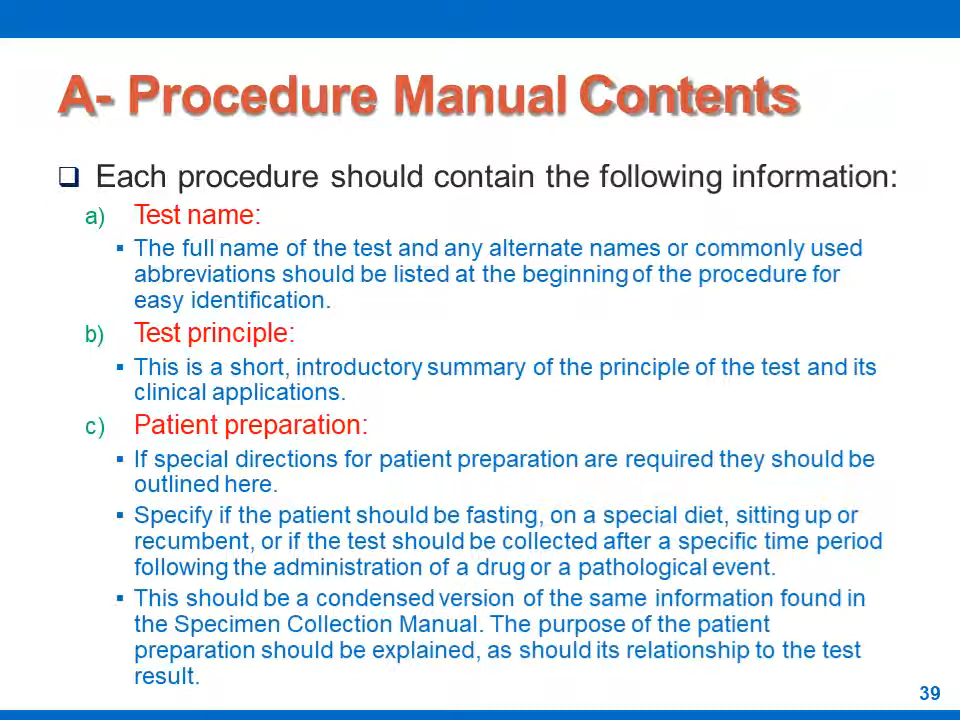 A- Procedure Manual Contents
❑ Each procedure should contain the following information:
a) Test name:
▪ The full name of the test and any alternate names or commonly used
abbreviations should be listed at the beginning of the procedure for
easy identification.
b) Test principle:
▪ This is a short, introductory summary of the principle of the test and its
clinical applications.
c) Patient preparation:
▪ If special directions for patient preparation are required they should be
outlined here.
▪ Specify if the patient should be fasting, on a special diet, sitting up or
recumbent, or if the test should be collected after a specific time period
following the administration of a drug or a pathological event.
▪ This should be a condensed version of the same information found in
the Specimen Collection Manual. The purpose of the patient
preparation should be explained, as should its relationship to the test
result.
39